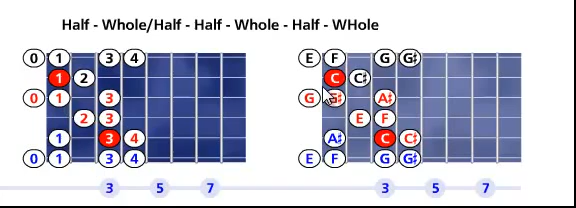 Half - Whole/Half - Half - Whole - Half - WHole
0 1 3 4 E F G G♯
1 2 C C♯
0 1 3 G G♯ A♯
2 3 E F
1 3 4 A♯ C C♯
0 1 3 4 E F G G♯
3 5 7 3 5 7